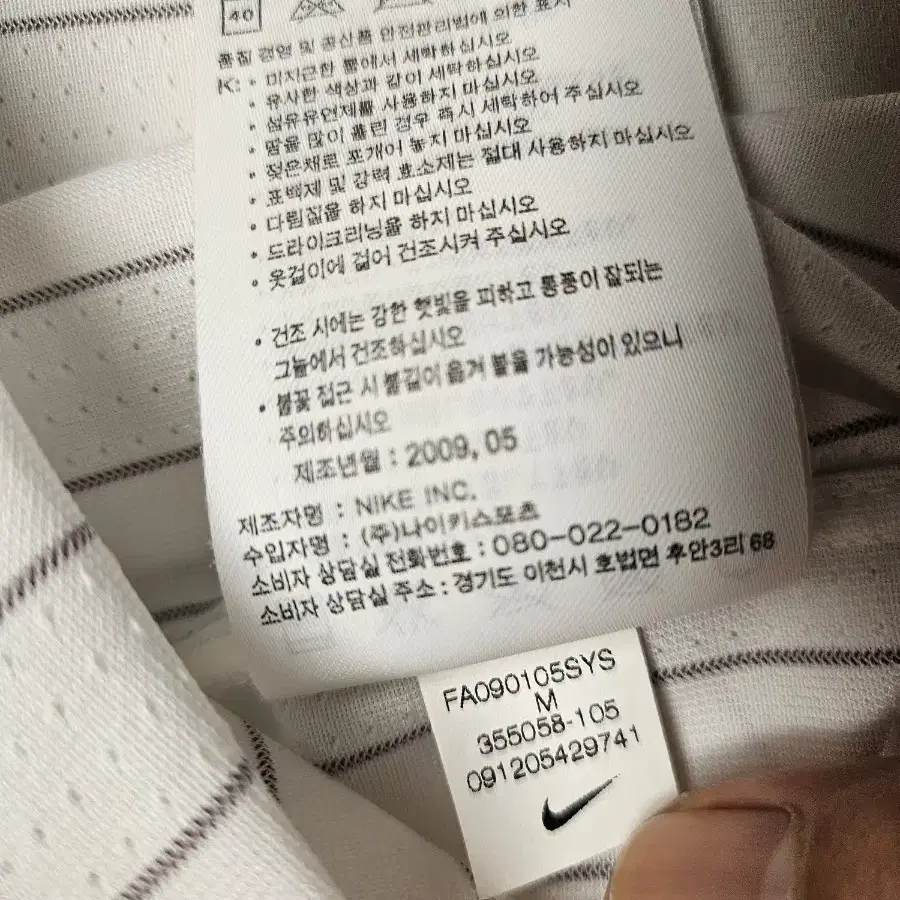 40
품질 경영 및 공산품 안전관리법에 의한 표시
K: • 미지근한 물에서 세탁하십시오
• 유사한 색상과 같이 세탁하십시오
• 섬유유연제를 사용하지 마십시오
• 땀을 많이 흘린 경우 즉시 세탁하여 주십시오
• 젖은채로 포개어 놓지 마십시오
• 표백제 및 강력 효소제는 절대 사용하지 마십시오
• 다림질을 하지 마십시오
• 드라이크리닝을 하지 마십시오
• 옷걸이에 걸어 건조시켜 주십시오
• 건조 시에는 강한 햇빛을 피하고 통풍이 잘되는
그늘에서 건조하십시오
• 불꽃 접근 시 불길이 옮겨 붙을 가능성이 있으니
주의하십시오
제조년월 : 2009, 05
제조자명 : NIKE INC.
수입자명 : (주)나이키스포츠
소비자 상담실 전화번호 : 080-022-0182
소비자 상담실 주소 : 경기도 이천시 호법면 후안3리 68
FA090105SYS
M
355058-105
091205429741